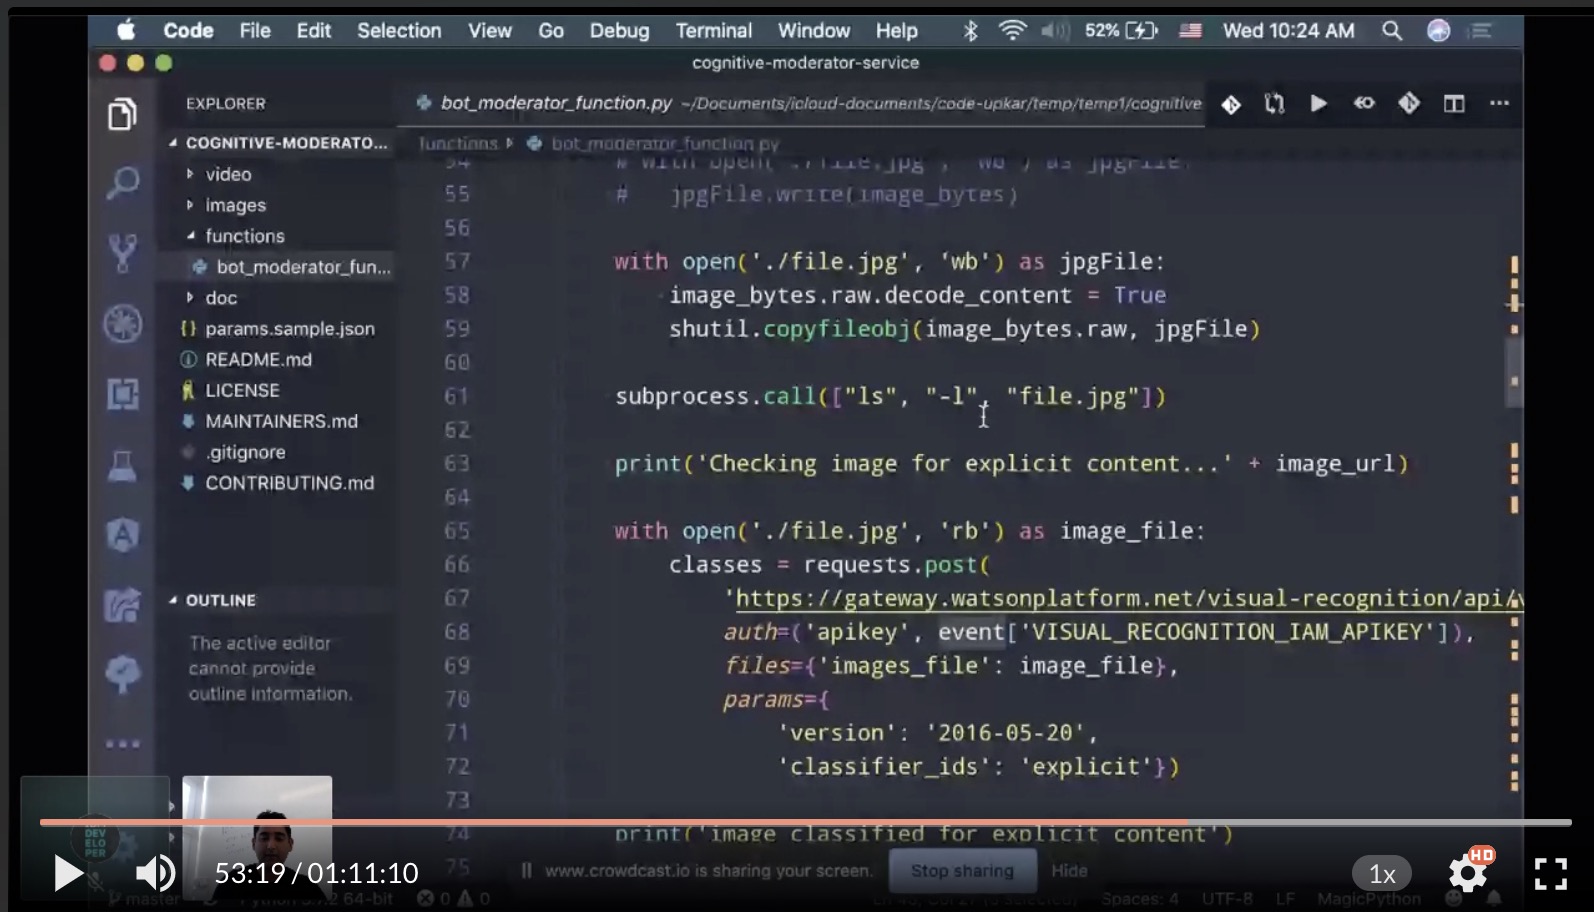 Code File Edit Selection View Go Debug Terminal Window Help 52% Wed 10:24 AM
cognitive-moderator-service
EXPLORER
bot_moderator_function.py ~/Documents/icloud-documents/code-upkar/temp/temp1/cognitive
COGNITIVE-MODERATO...
functions bot_moderator_function.py
video
images
functions
bot_moderator_fun...
doc
params.sample.json
README.md
LICENSE
MAINTAINERS.md
.gitignore
CONTRIBUTING.md
OUTLINE
The active editor
cannot provide
outline information.
54 # with open('./file.jpg', 'wb') as jpgFile:
55 # jpgFile.write(image_bytes)
56
57 with open('./file.jpg', 'wb') as jpgFile:
58 image_bytes.raw.decode_content = True
59 shutil.copyfileobj(image_bytes.raw, jpgFile)
60
61 subprocess.call(["ls", "-l", "file.jpg"])
62
63 print('Checking image for explicit content...' + image_url)
64
65 with open('./file.jpg', 'rb') as image_file:
66 classes = requests.post(
67 'https://gateway.watsonplatform.net/visual-recognition/api/v
68 auth=('apikey', event['VISUAL_RECOGNITION_IAM_APIKEY']),
69 files={'images_file': image_file},
70 params={
71 'version': '2016-05-20',
72 'classifier_ids': 'explicit'})
73
74 print('image classified for explicit content')
75
DEV
ELO
PER
53:19 / 01:11:10
www.crowdcast.io is sharing your screen. Stop sharing Hide
1x HD
master 64-bit 0 0 Spaces: 4 UTF-8 LF MagicPython